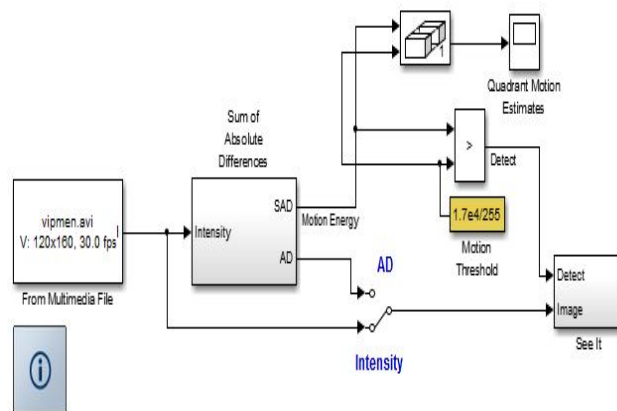 1
Quadrant Motion
Estimates
Sum of
Absolute
Differences
>
Detect
vipmen.avi
V: 120x160, 30.0 fps
I
From Multimedia File
Intensity
SAD
AD
Motion Energy
1.7e4/255
Motion
Threshold
AD
Intensity
Detect
Image
See It
i